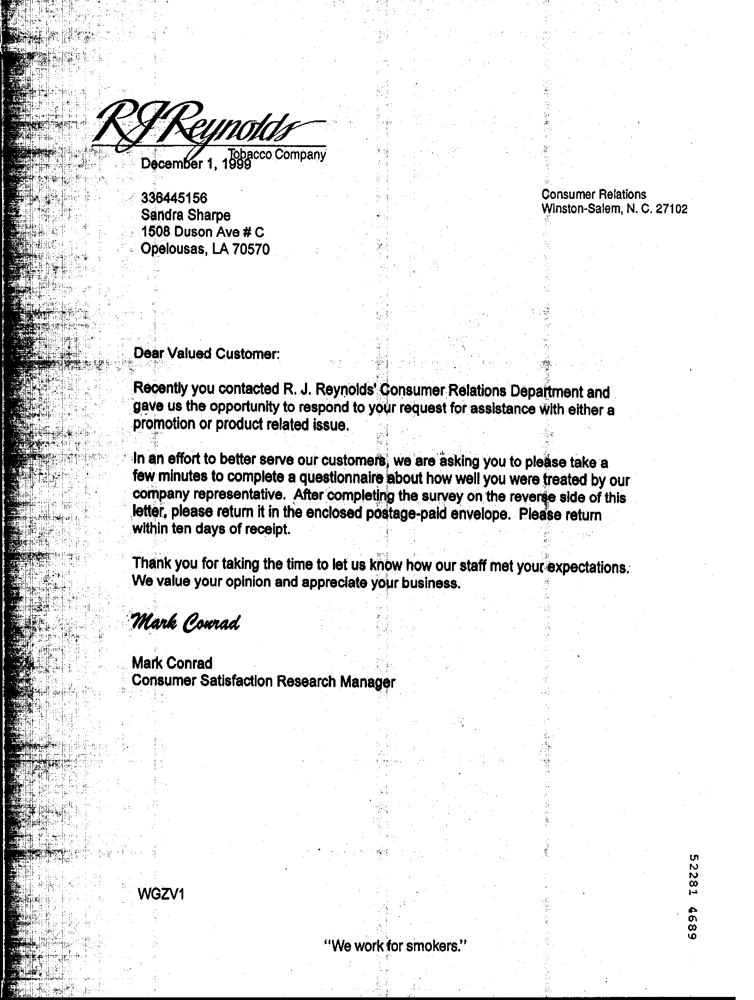 RJReynolds
Tobacco Company
December 1, 1999
336445156
Sandra Sharpe
1508 Duson Ave # C
Opelousas, LA 70570
Consumer Relations
Winston-Salem, N. C. 27102
Dear Valued Customer:
Recently you contacted R. J. Reynolds' Consumer Relations Department and
gave us the opportunity to respond to your request for assistance with either a
promotion or product related issue.
In an effort to better serve our customers, we are asking you to please take a
few minutes to complete a questionnaire about how well you were treated by our
company representative. After completing the survey on the reverse side of this
letter, please return it in the enclosed postage-paid envelope. Please return
within ten days of receipt.
Thank you for taking the time to let us know how our staff met your expectations.
We value your opinion and appreciate your business.
Mark Conrad
Mark Conrad
Consumer Satisfaction Research Manager
WGZV1
"We work for smokers."
52281 4689